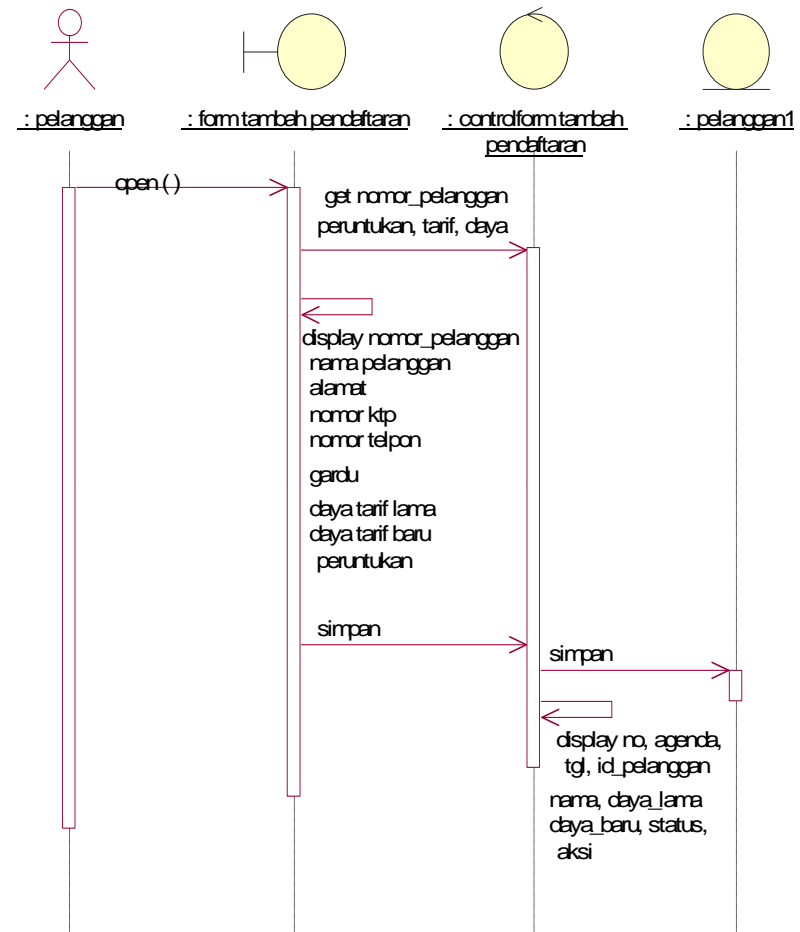 : pelanggan
: form tambah pendaftaran
: controlform tambah
pendaftaran
: pelanggan1
open ( )
get nomor_pelanggan
peruntukan, tarif, daya
display nomor_pelanggan
nama pelanggan
alamat
nomor ktp
nomor telpon
gardu
daya tarif lama
daya tarif baru
peruntukan
simpan
simpan
display no, agenda,
tgl, id_pelanggan
nama, daya_lama
daya_baru, status,
aksi